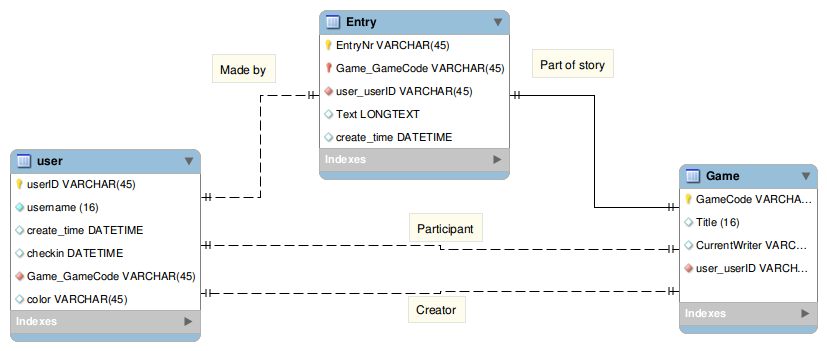 Entry
EntryNr VARCHAR(45)
Game_GameCode VARCHAR(45)
user_userID VARCHAR(45)
Text LONGTEXT
create_time DATETIME
Indexes
Made by
Part of story
user
userID VARCHAR(45)
username (16)
create_time DATETIME
checkin DATETIME
Game_GameCode VARCHAR(45)
color VARCHAR(45)
Indexes
Participant
Creator
Game
GameCode VARCHA...
Title (16)
CurrentWriter VARC...
user_userID VARCH...
Indexes